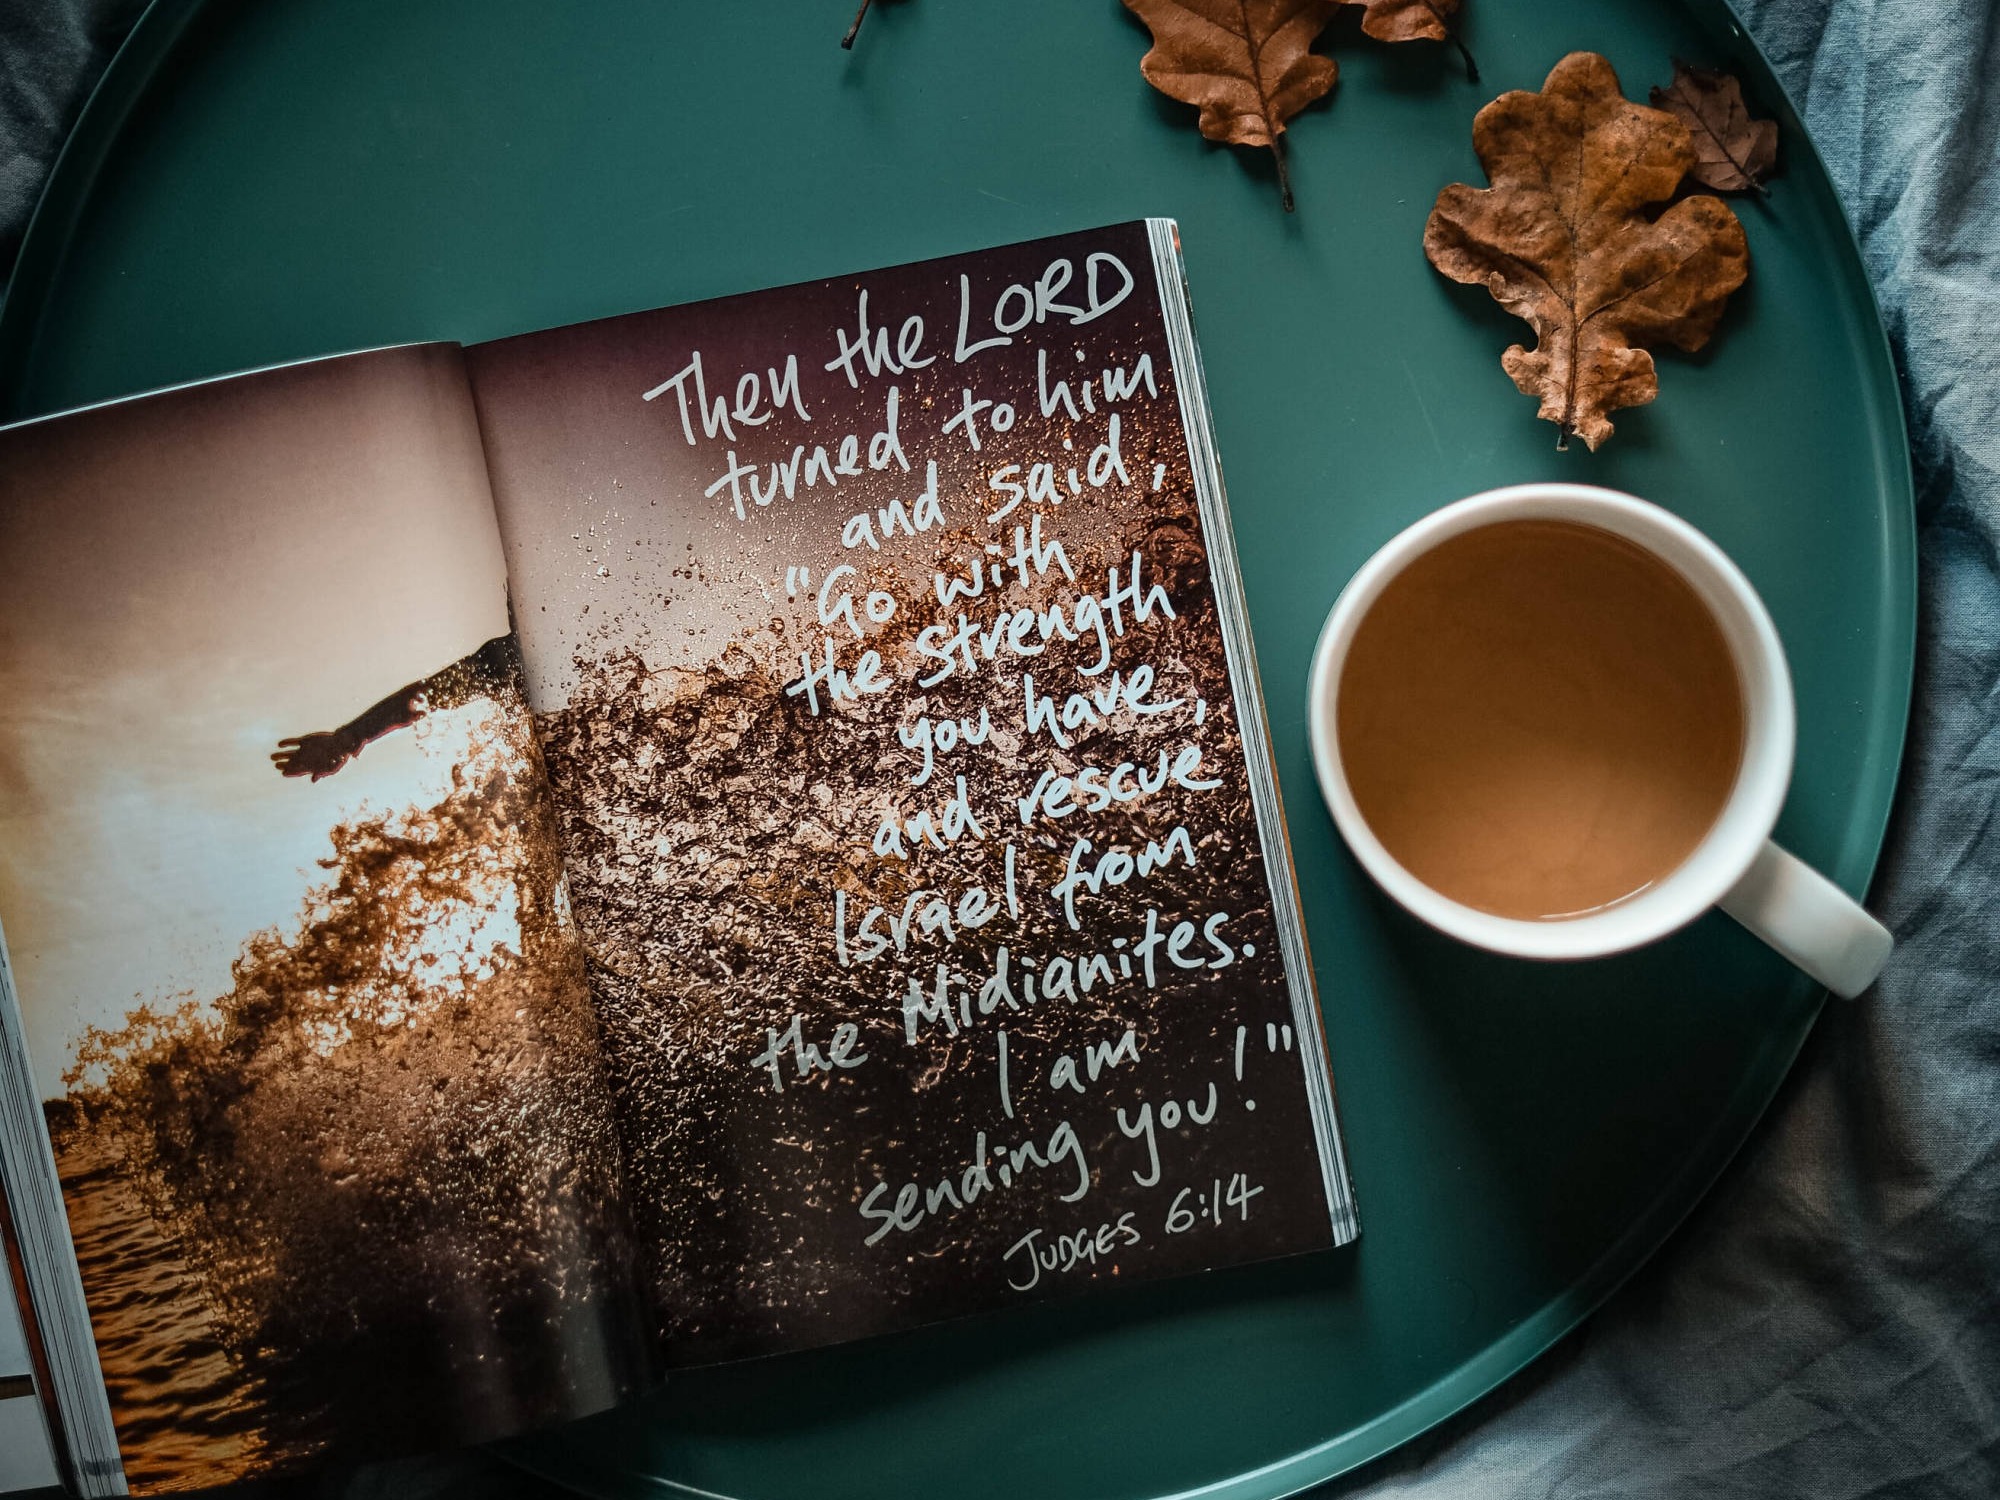 Then the LORD
turned to him
and said,
"Go with
the strength
you have,
and rescue
Israel from
the Midianites.
I am
sending you!"
JUDGES 6:14